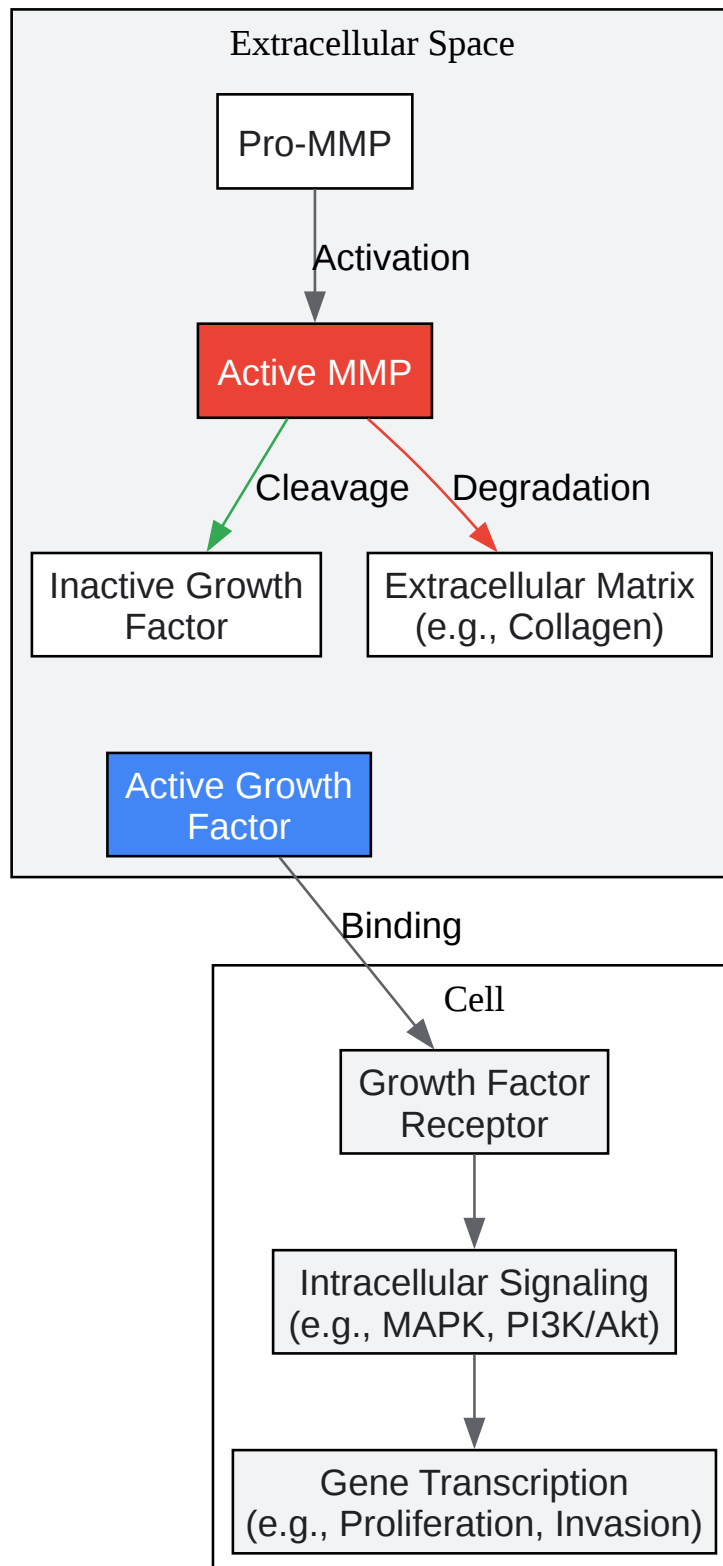 Extracellular Space
Pro-MMP
Activation
Active MMP
Cleavage
Degradation
Inactive Growth
Factor
Extracellular Matrix
(e.g., Collagen)
Active Growth
Factor
Binding
Cell
Growth Factor
Receptor
Intracellular Signaling
(e.g., MAPK, PI3K/Akt)
Gene Transcription
(e.g., Proliferation, Invasion)